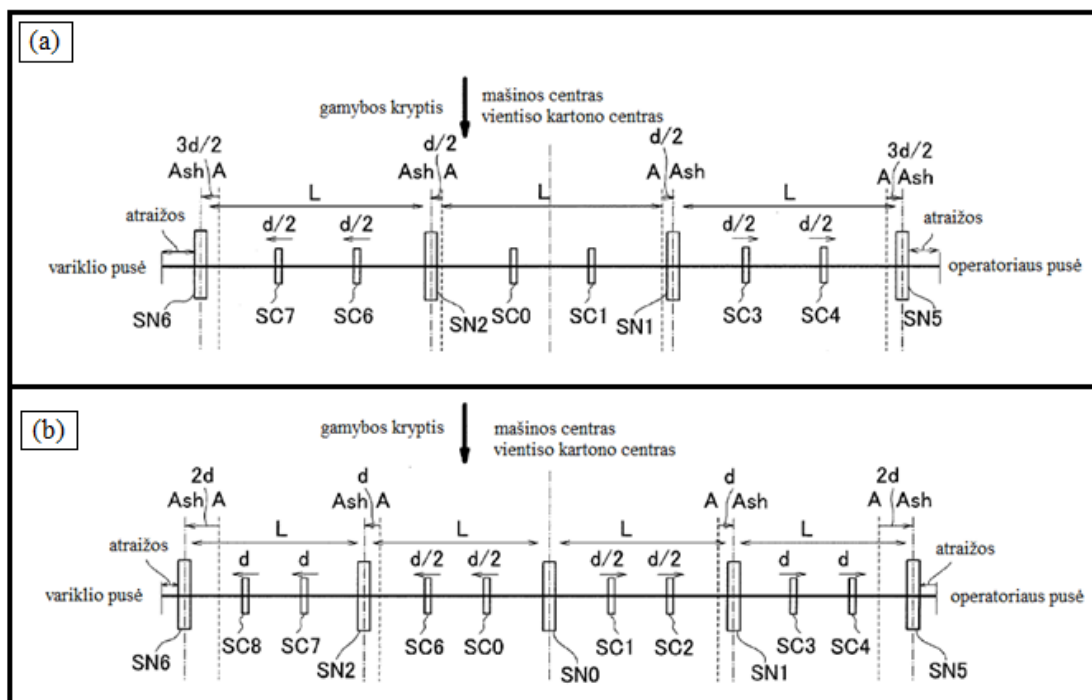 (a)
gamybos kryptis
mašinos centras
vientiso kartono centras
3d/2
d/2
d/2
3d/2
Ash A
Ash A
A Ash
A Ash
L
L
L
atraižos
d/2
d/2
d/2
d/2
atraižos
variklio pusė
operatoriaus pusė
SN6
SC7
SC6
SN2
SC0
SC1
SN1
SC3
SC4
SN5
(b)
gamybos kryptis
mašinos centras
vientiso kartono centras
2d
d
d
2d
Ash A
Ash A
A Ash
A Ash
L
L
L
L
atraižos
d
d
d/2
d/2
d/2
d/2
d
d
atraižos
variklio pusė
operatoriaus pusė
SN6
SC8
SC7
SN2
SC6
SC0
SN0
SC1
SC2
SN1
SC3
SC4
SN5